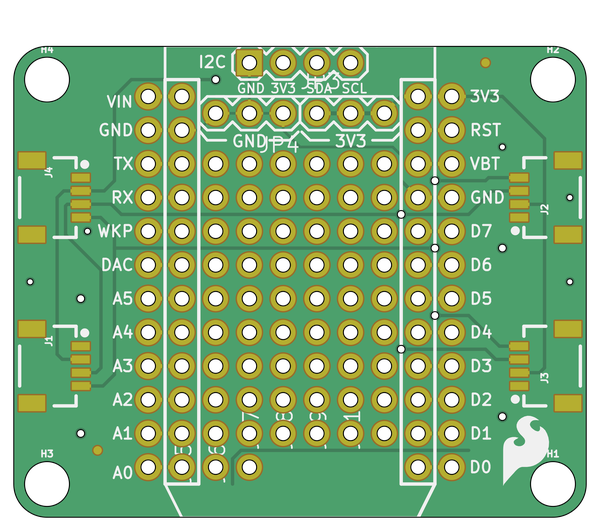 H4
I2C
H2
JP3
GND 3V3 SDA SCL
VIN
3V3
GND
GND
JP4
3V3
RST
TX
VBT
J4
RX
GND
J2
WKP
D7
DAC
D6
A5
D5
A4
D4
J1
A3
D3
J3
A2
D2
A1
D1
H3
A0
D0
H1